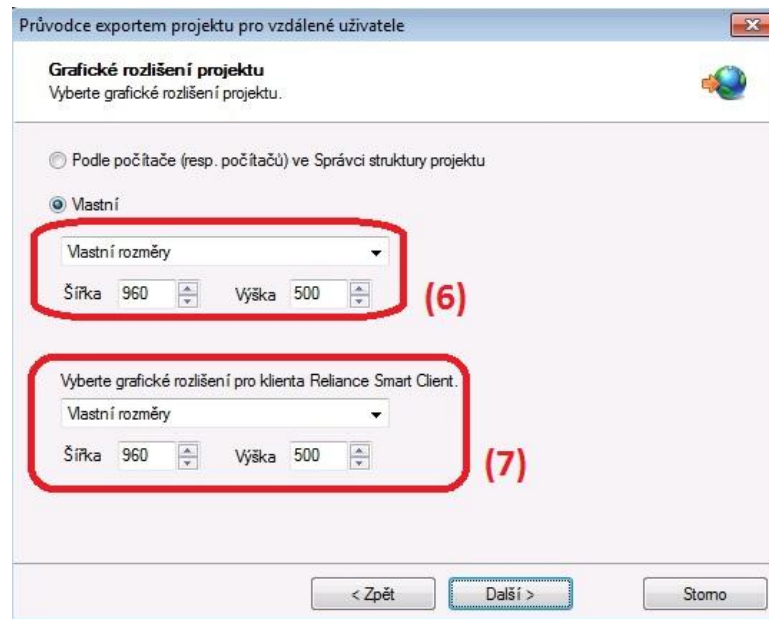 Průvodce exportem projektu pro vzdálené uživatele
Grafické rozlišení projektu
Vyberte grafické rozlišení projektu.
Podle počítače (resp. počítačů) ve Správci struktury projektu
Vlastní
Vlastní rozměry
Šířka 960 Výška 500
(6)
Vyberte grafické rozlišení pro klienta Reliance Smart Client.
Vlastní rozměry
Šířka 960 Výška 500
(7)
< Zpět Další > Storno